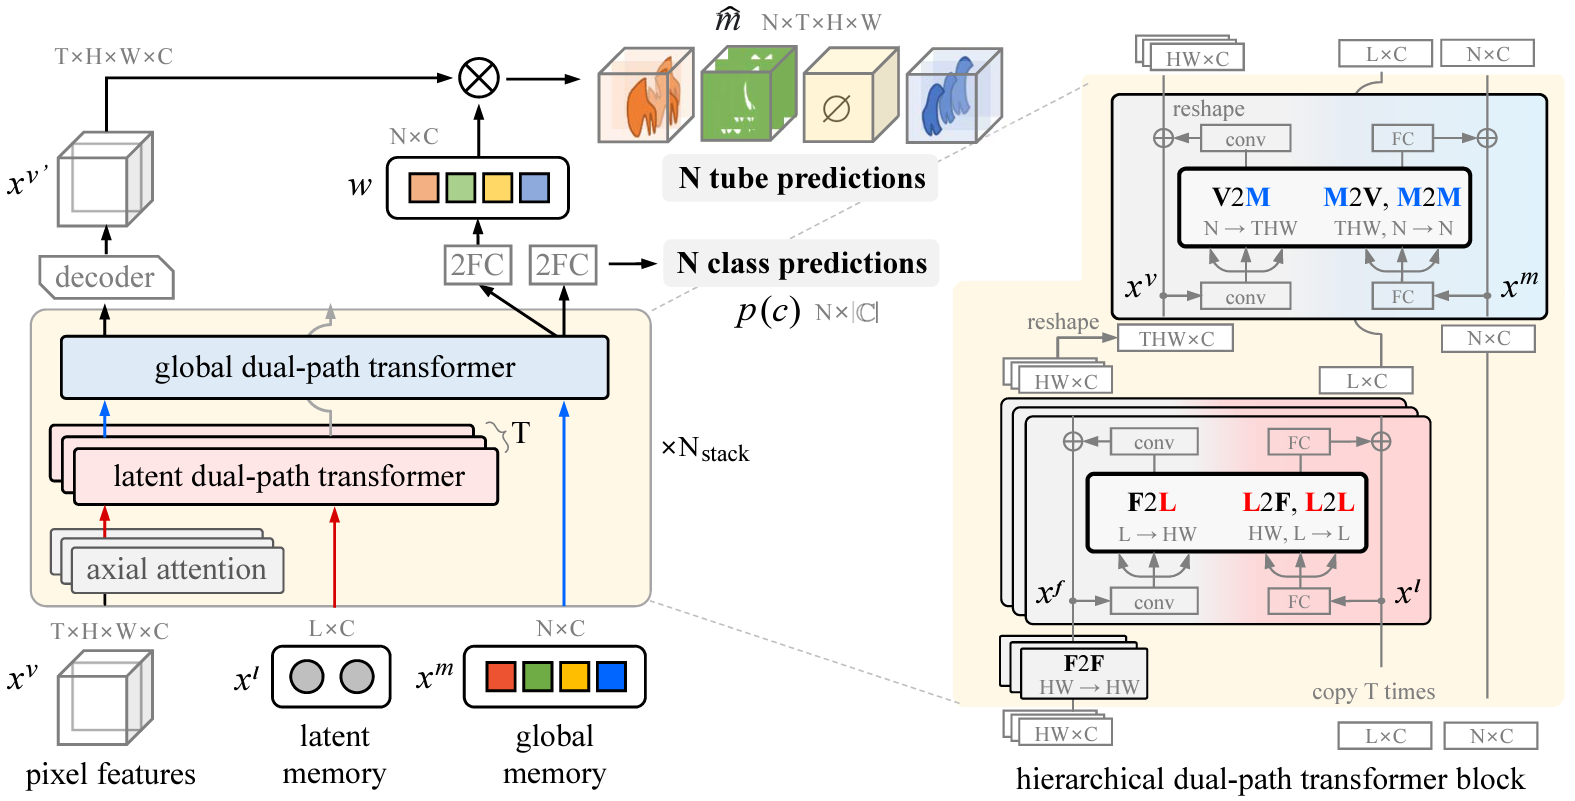 T×H×W×C
x^v'
decoder
m̂ N×T×H×W
N×C
w
∅
N tube predictions
2FC
2FC
N class predictions
p(c) N×|ℂ|
global dual-path transformer
T
latent dual-path transformer
×N_stack
axial attention
T×H×W×C
L×C
N×C
x^v
x^l
x^m
pixel features
latent
memory
global
memory
HW×C
L×C
N×C
reshape
conv
FC
V2M
M2V, M2M
N → THW
THW, N → N
x^v
x^m
conv
FC
reshape
THW×C
N×C
HW×C
L×C
conv
FC
F2L
L2F, L2L
L → HW
HW, L → L
x^f
x^l
conv
FC
F2F
HW → HW
copy T times
HW×C
L×C
N×C
hierarchical dual-path transformer block